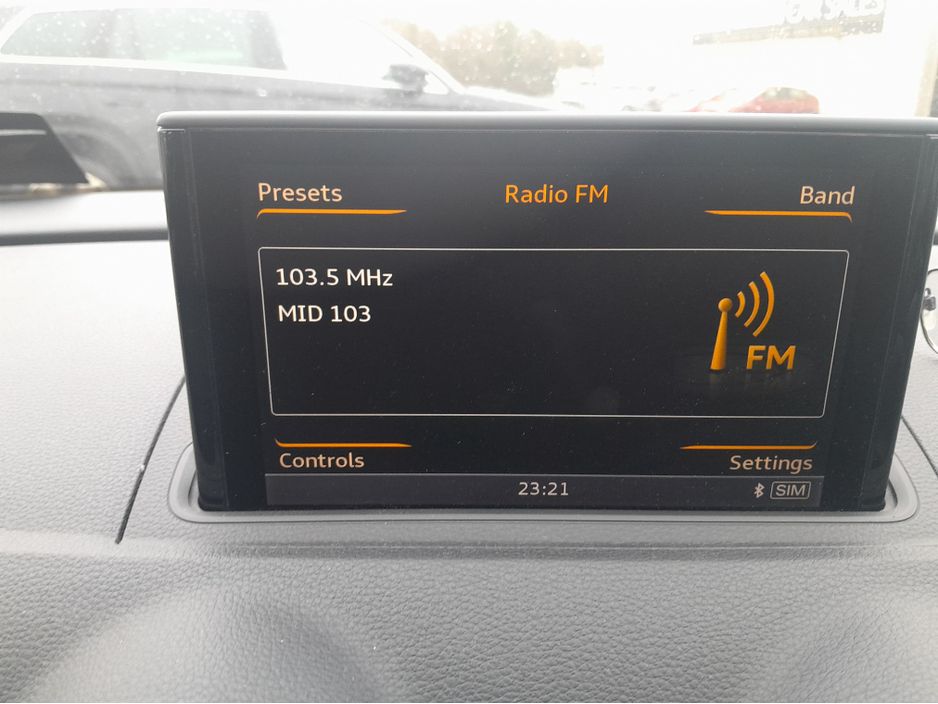 Presets
Radio FM
Band
103.5 MHz
MID 103
FM
Controls
Settings
23:21
SIM